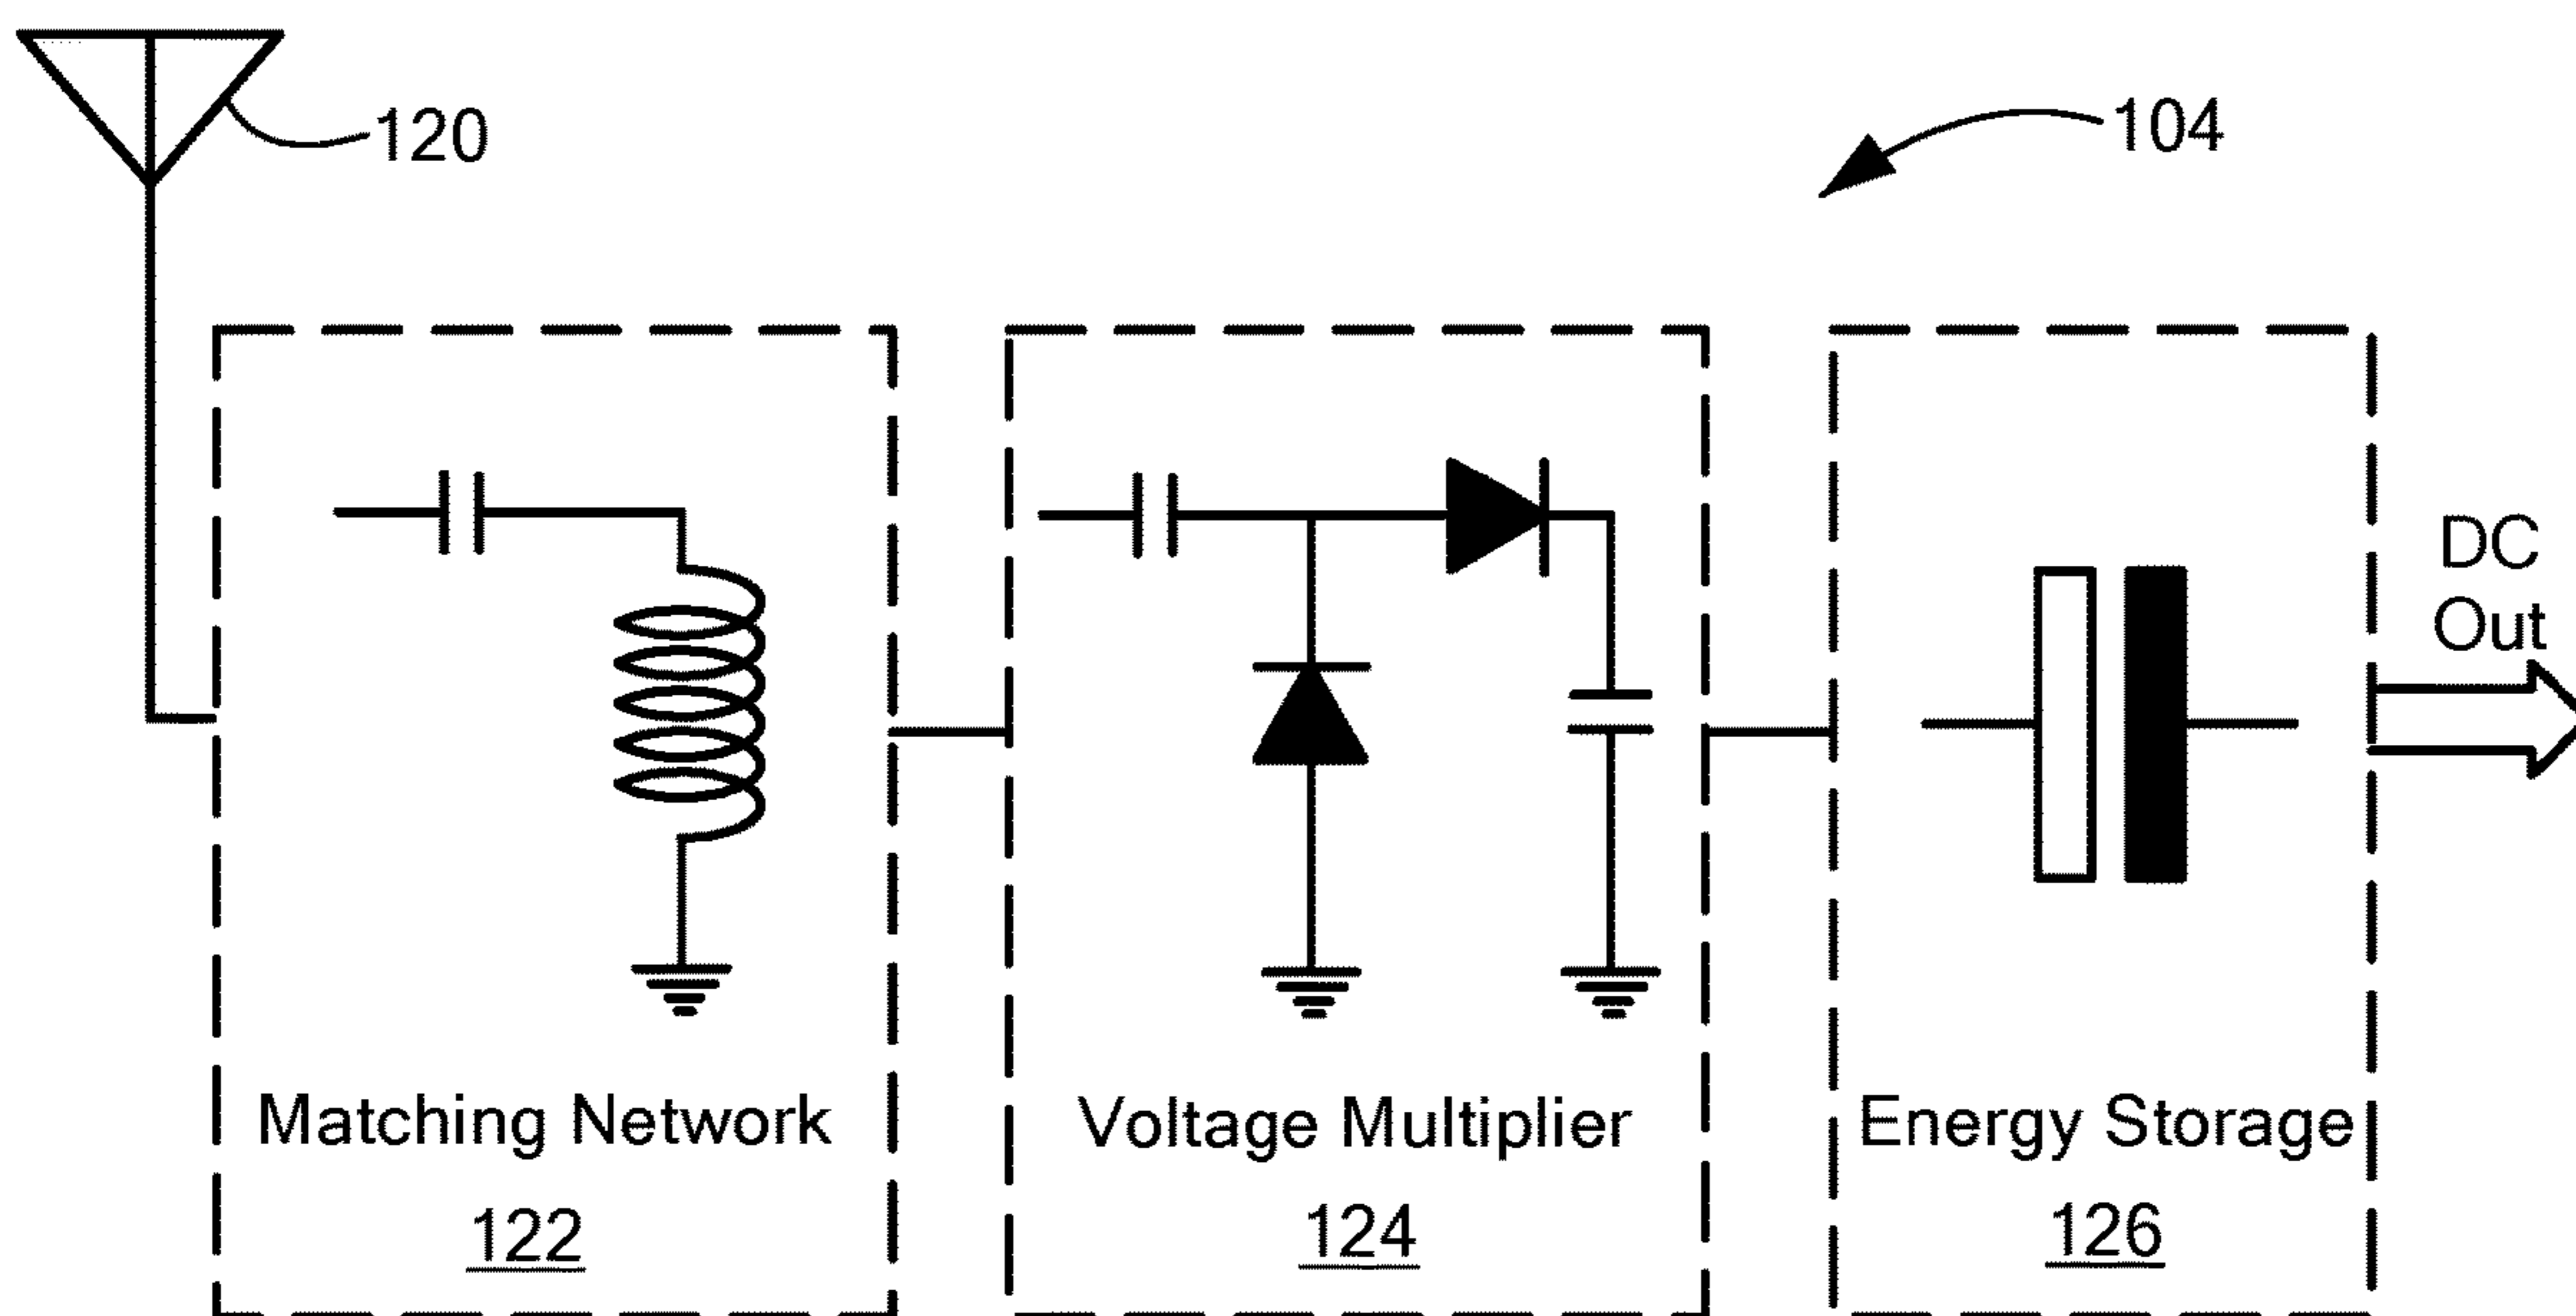 120
104
DC
Out
Matching Network
122
Voltage Multiplier
124
Energy Storage
126